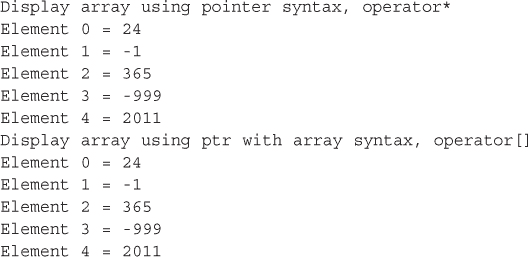 Display array using pointer syntax, operator*
Element 0 = 24
Element 1 = -1
Element 2 = 365
Element 3 = -999
Element 4 = 2011
Display array using ptr with array syntax, operator[]
Element 0 = 24
Element 1 = -1
Element 2 = 365
Element 3 = -999
Element 4 = 2011